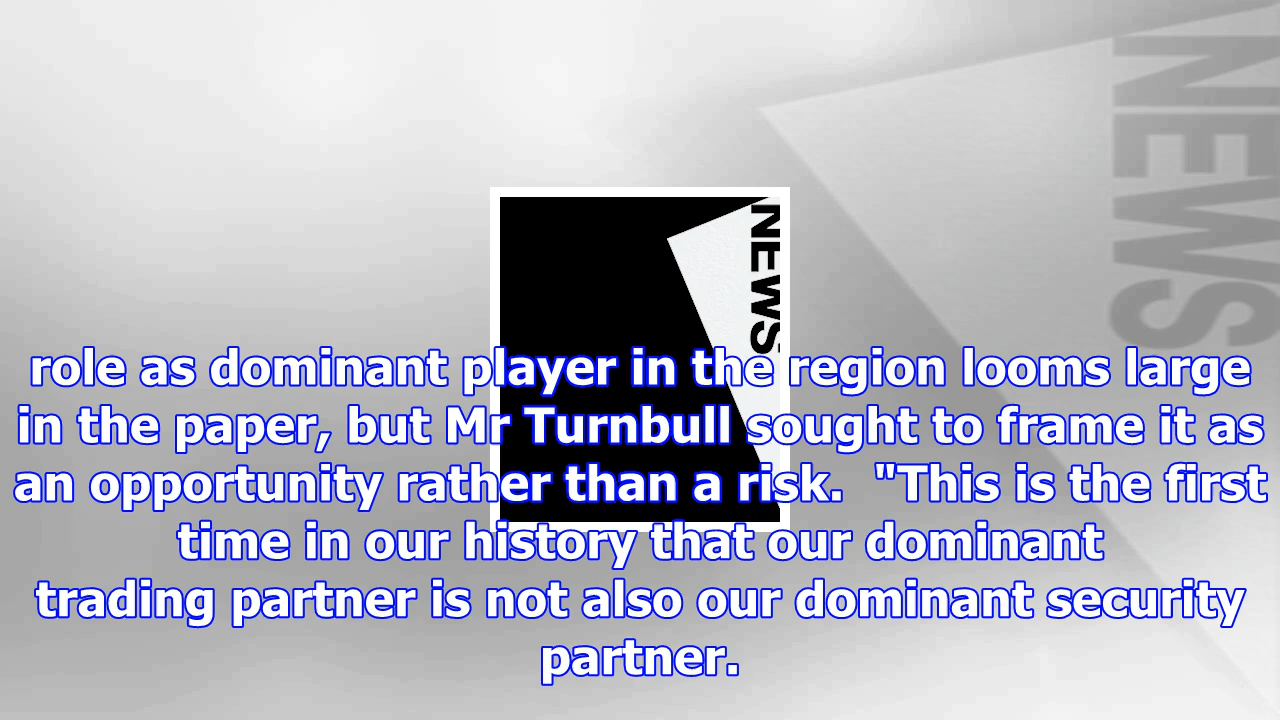 NEWS
NEWS
role as dominant player in the region looms large
in the paper, but Mr Turnbull sought to frame it as
an opportunity rather than a risk.  "This is the first
time in our history that our dominant
trading partner is not also our dominant security
partner.